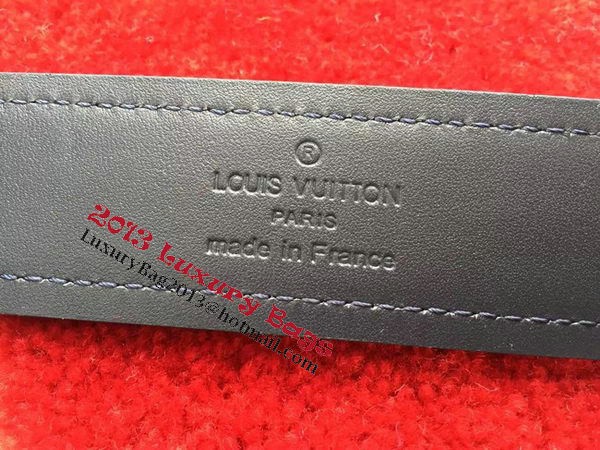 ®
LOUIS VUITTON
PARIS
made in France
2013 Luxury Bags
LuxuryBag2013@hotmail.com